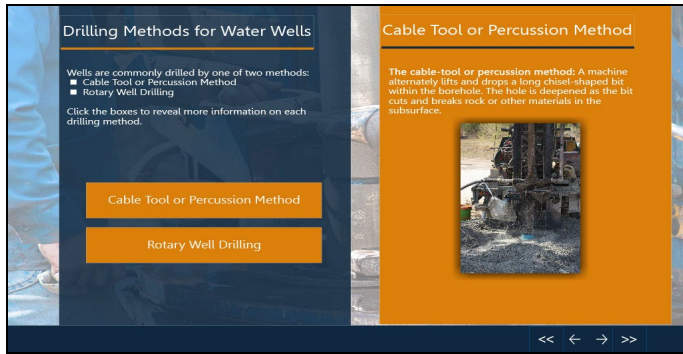 Drilling Methods for Water Wells
Wells are commonly drilled by one of two methods:
■ Cable Tool or Percussion Method
■ Rotary Well Drilling
Click the boxes to reveal more information on each
drilling method.
Cable Tool or Percussion Method
Rotary Well Drilling
Cable Tool or Percussion Method
The cable-tool or percussion method: A machine
alternately lifts and drops a long chisel-shaped bit
within the borehole. The hole is deepened as the bit
cuts and breaks rock or other materials in the
subsurface.
<< ← → >>